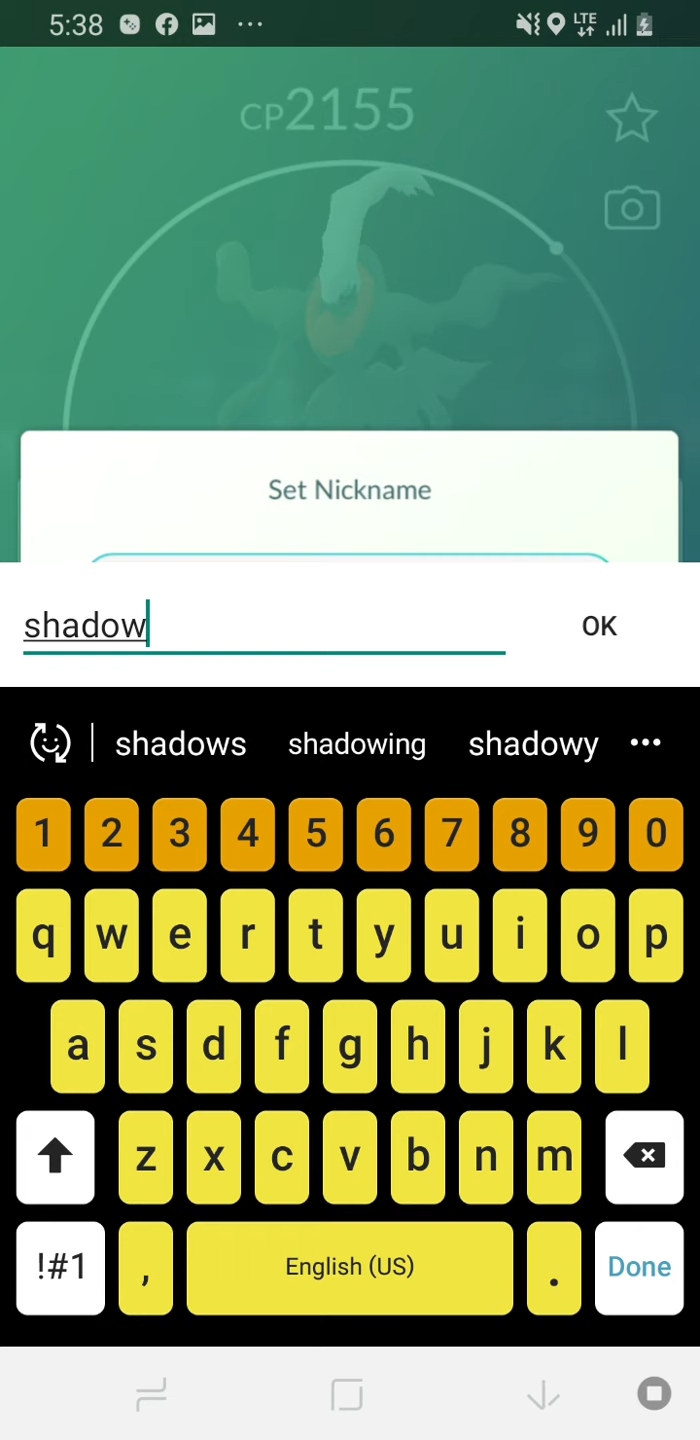 5:38 LTE
CP2155
Set Nickname
shadow OK
shadows shadowing shadowy
1 2 3 4 5 6 7 8 9 0
q w e r t y u i o p
a s d f g h j k l
z x c v b n m
!#1 , English (US) . Done